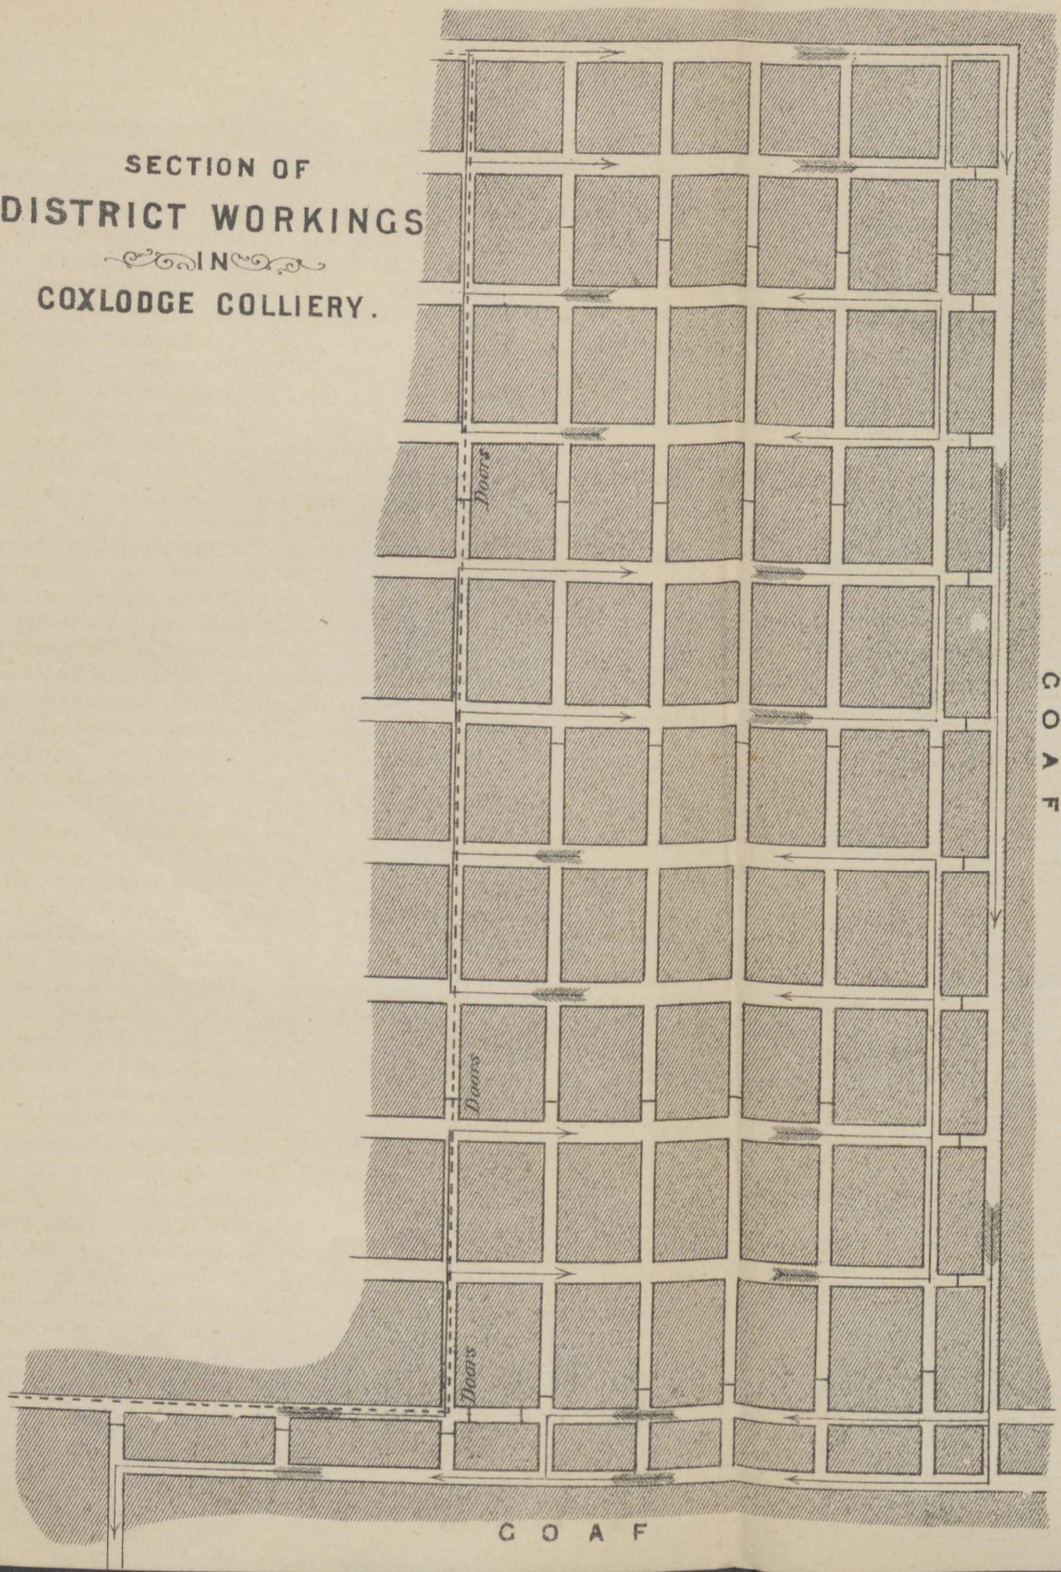 SECTION OF
DISTRICT WORKINGS
IN
COXLODGE COLLIERY.
Doors
GOAF
Doors
Doors
GOAF